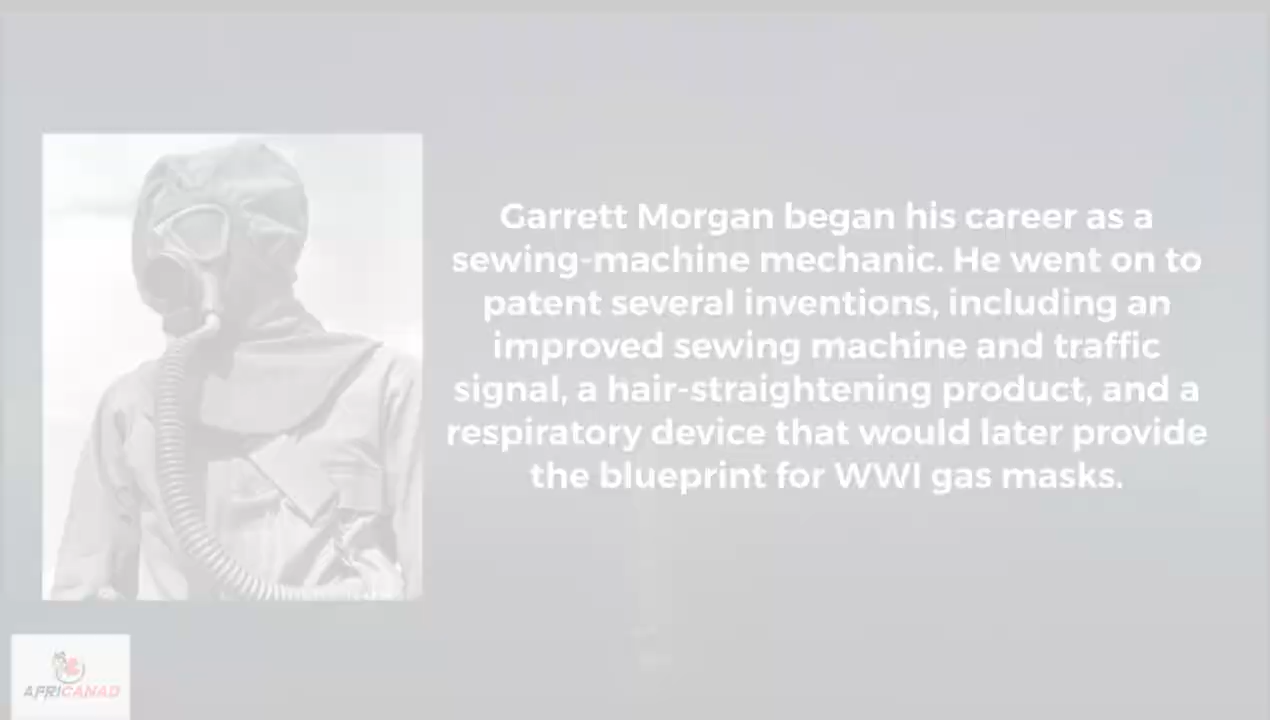 Garrett Morgan began his career as a
sewing-machine mechanic. He went on to
patent several inventions, including an
improved sewing machine and traffic
signal, a hair-straightening product, and a
respiratory device that would later provide
the blueprint for WWI gas masks.
AFRICANAD